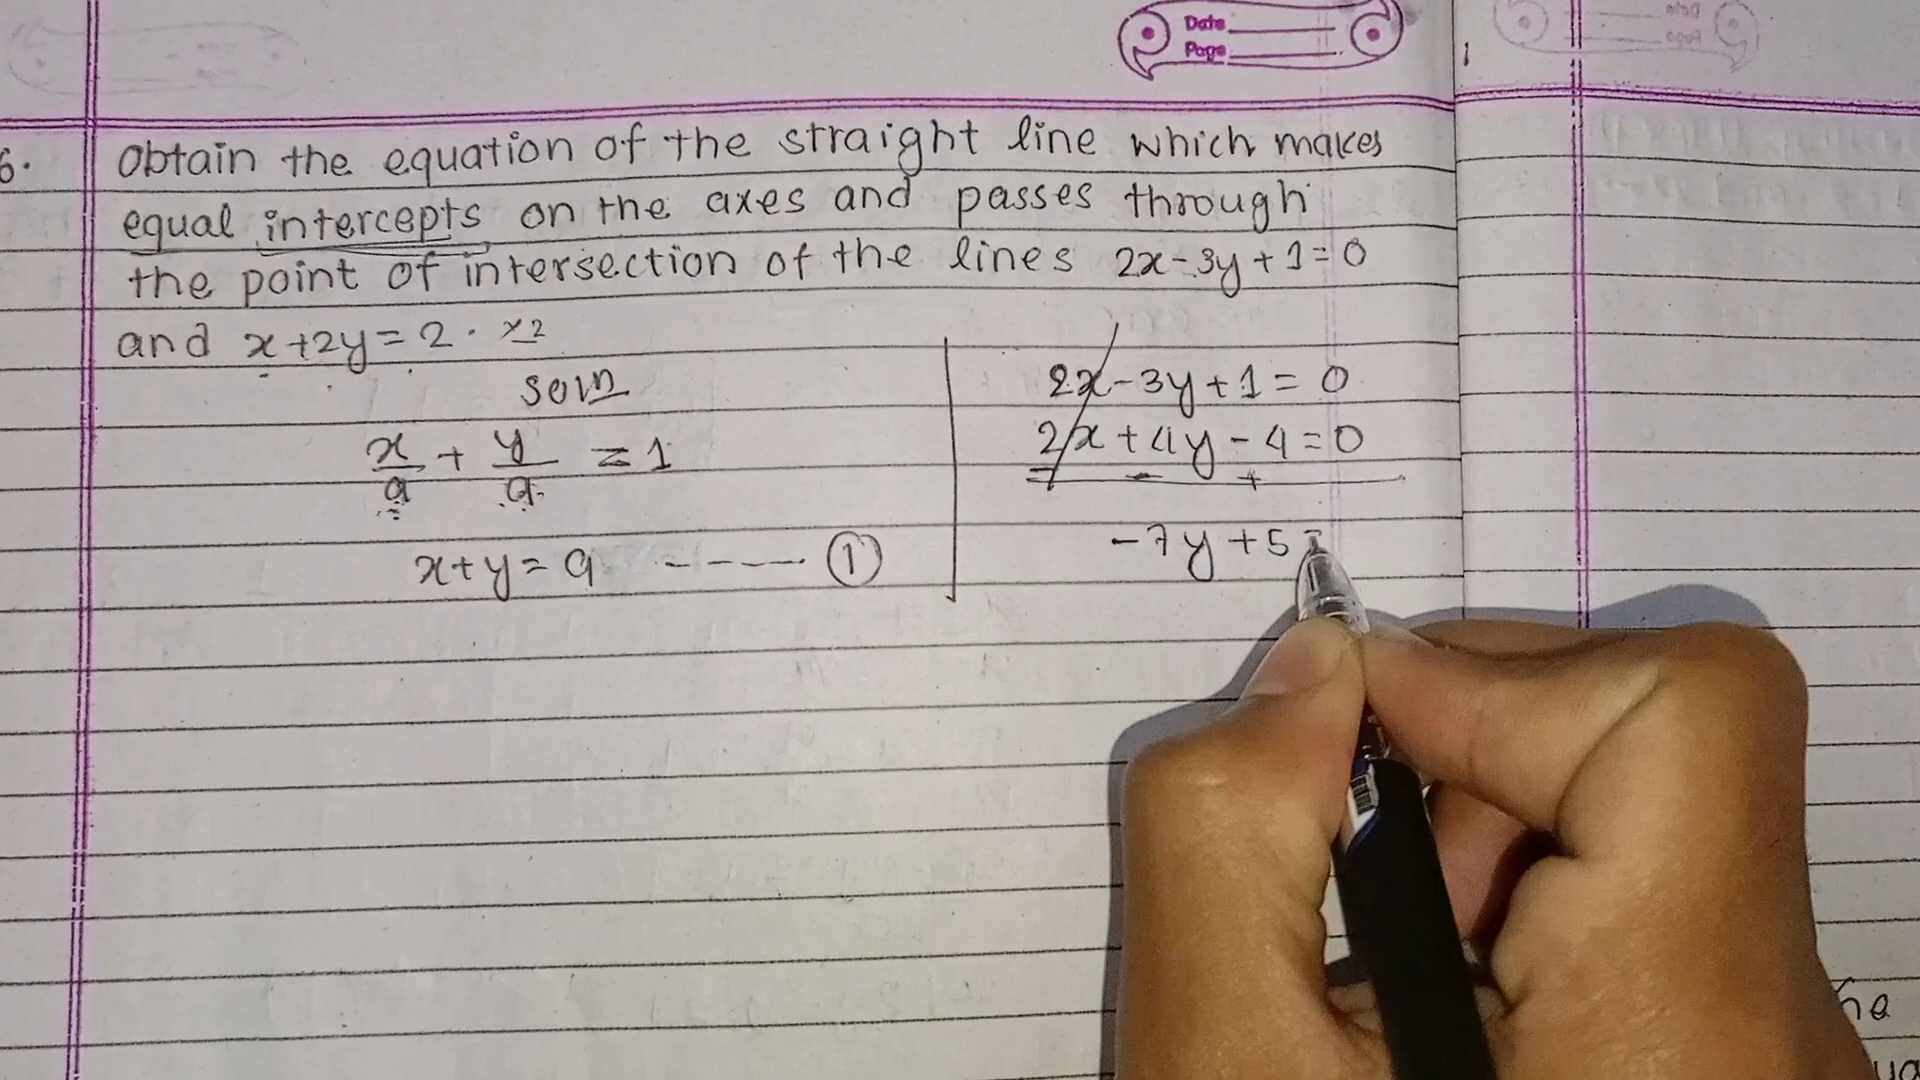 Date
Page
6. Obtain the equation of the straight line which makes
equal intercepts on the axes and passes through
the point of intersection of the lines 2x-3y+1=0
and x+2y=2. ×2
soln
x/a + y/a = 1
x+y=a ------ ①
2x-3y+1=0
2x+4y-4=0
- - +
-7y+5=
he